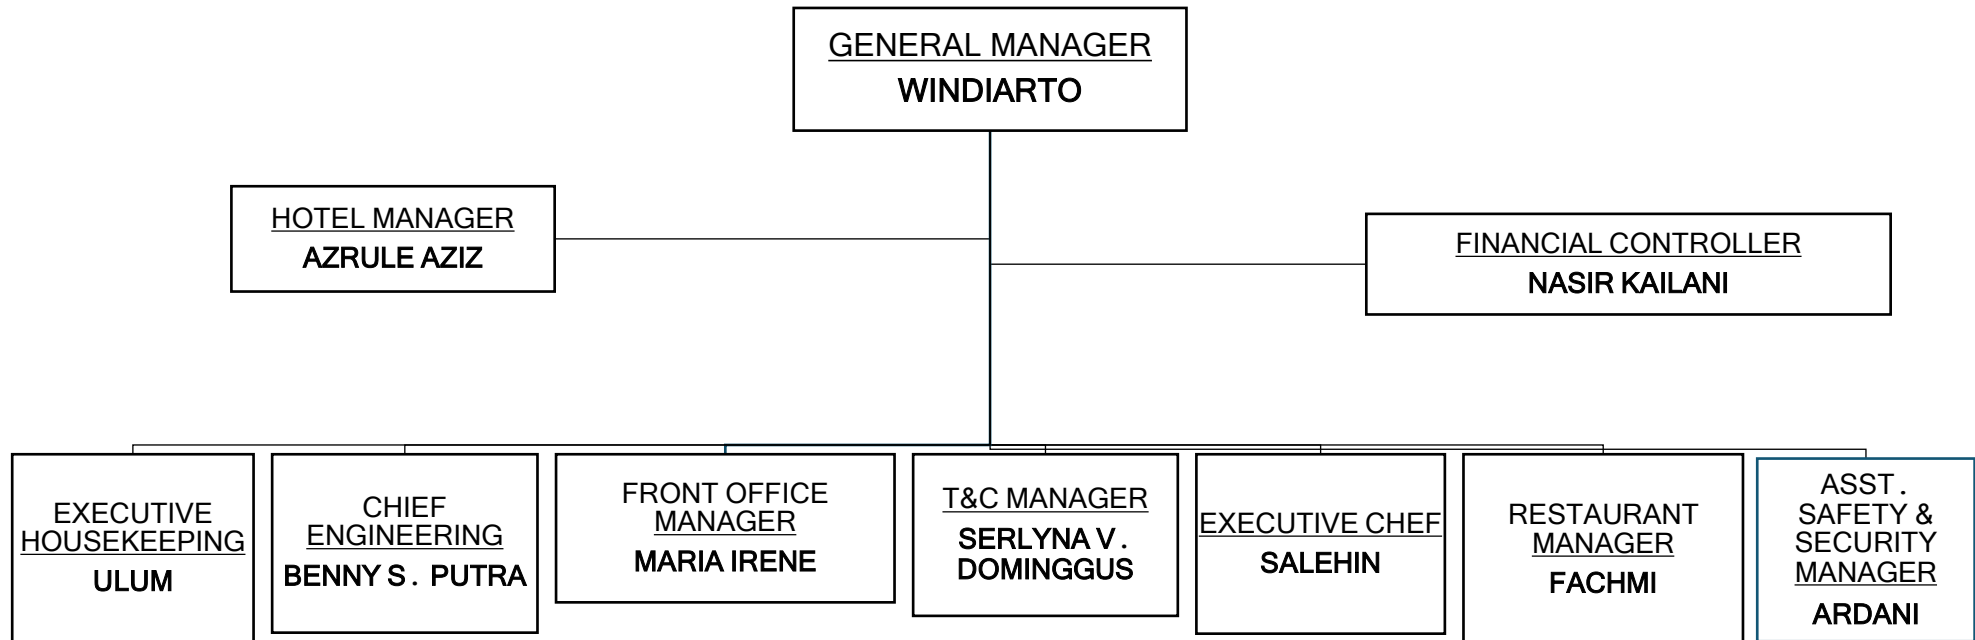 GENERAL MANAGER
WINDIARTO
HOTEL MANAGER
AZRULE AZIZ
FINANCIAL CONTROLLER
NASIR KAILANI
EXECUTIVE
HOUSEKEEPING
ULUM
CHIEF
ENGINEERING
BENNY S. PUTRA
FRONT OFFICE
MANAGER
MARIA IRENE
T&C MANAGER
SERLYNA V.
DOMINGGUS
EXECUTIVE CHEF
SALEHIN
RESTAURANT
MANAGER
FACHMI
ASST.
SAFETY &
SECURITY
MANAGER
ARDANI